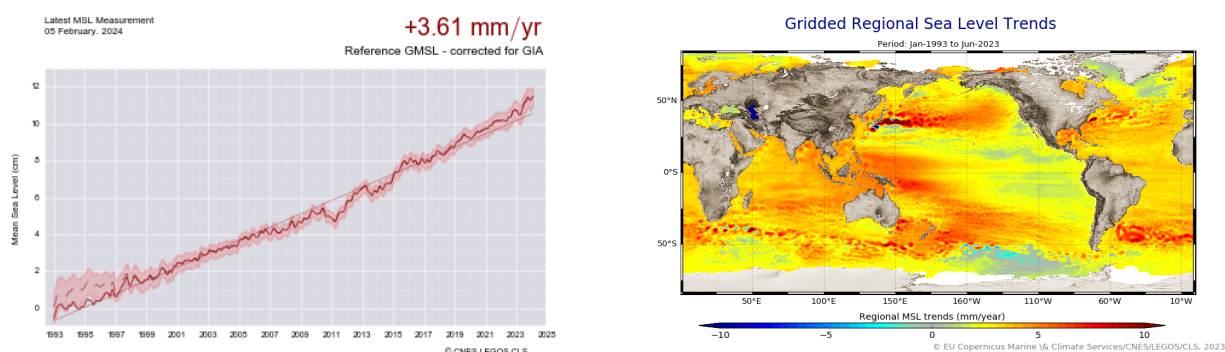 Latest MSL Measurement
05 February. 2024
+3.61 mm/yr
Reference GMSL - corrected for GIA
Mean Sea Level (cm)
12
10
8
6
4
2
0
1993 1995 1997 1999 2001 2003 2005 2007 2009 2011 2013 2015 2017 2019 2021 2023 2025
© CNES LEGOS CLS
Gridded Regional Sea Level Trends
Period: Jan-1993 to Jun-2023
50°N
0°S
50°S
50°E 100°E 150°E 160°W 110°W 60°W 10°W
Regional MSL trends (mm/year)
−10 −5 0 5 10
© EU Copernicus Marine \& Climate Services/CNES/LEGOS/CLS, 2023